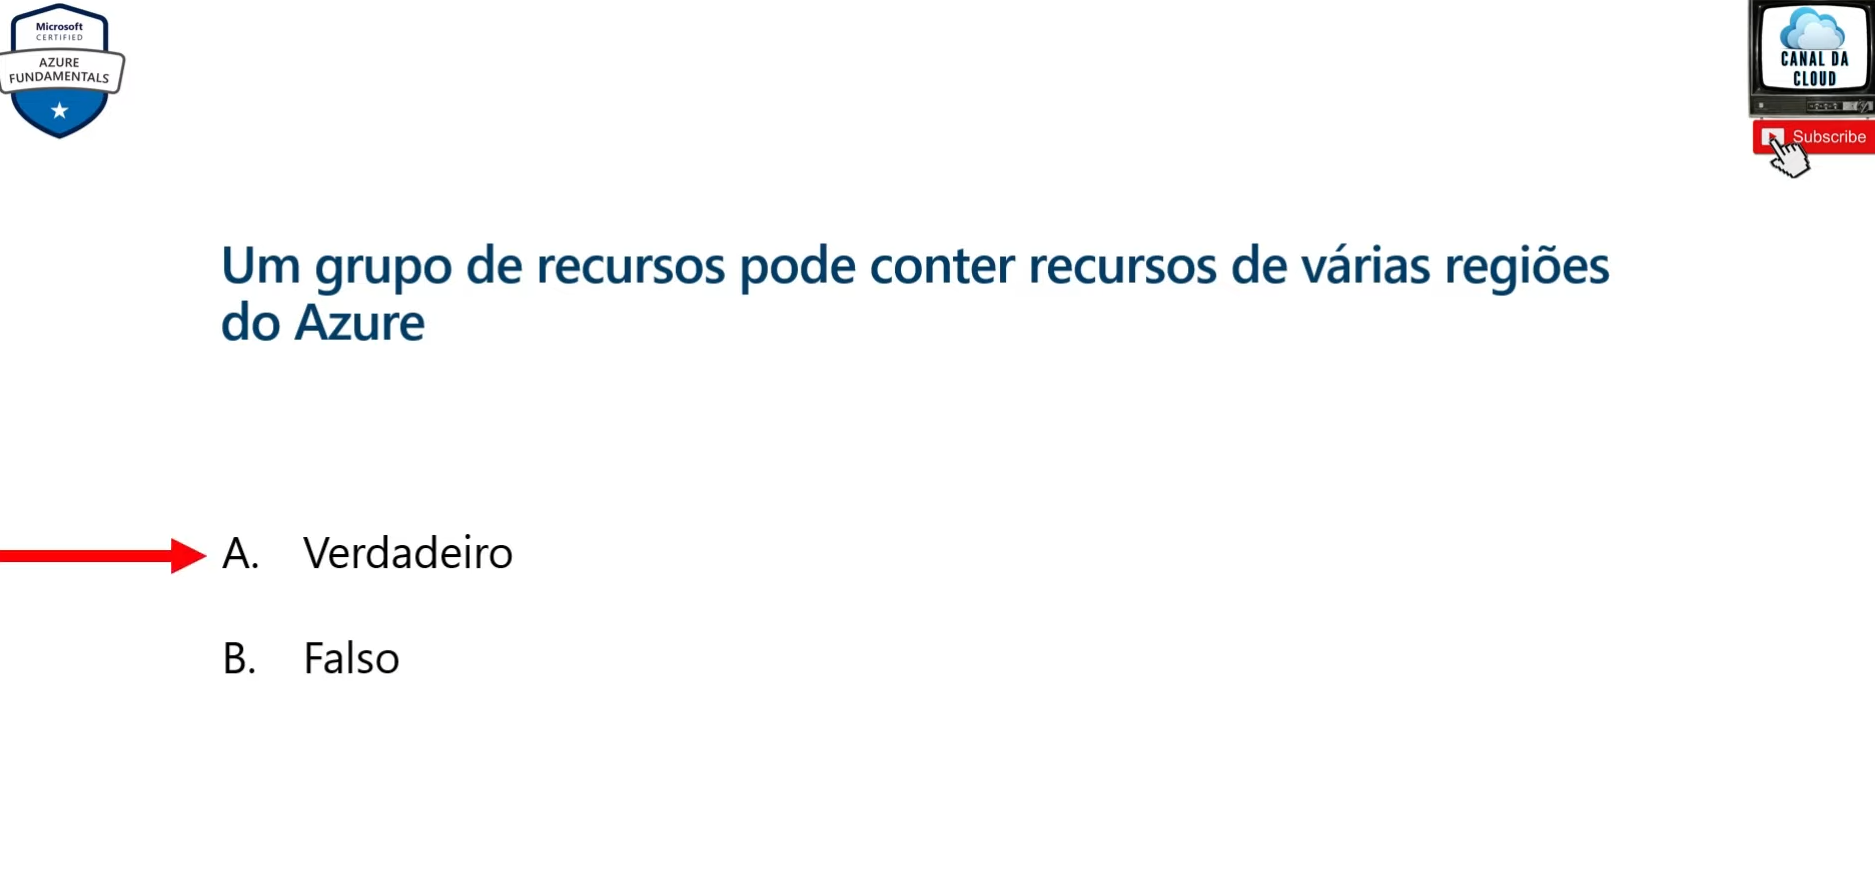 Microsoft
CERTIFIED
AZURE
FUNDAMENTALS
CANAL DA
CLOUD
Subscribe
Um grupo de recursos pode conter recursos de várias regiões
do Azure
A. Verdadeiro
B. Falso